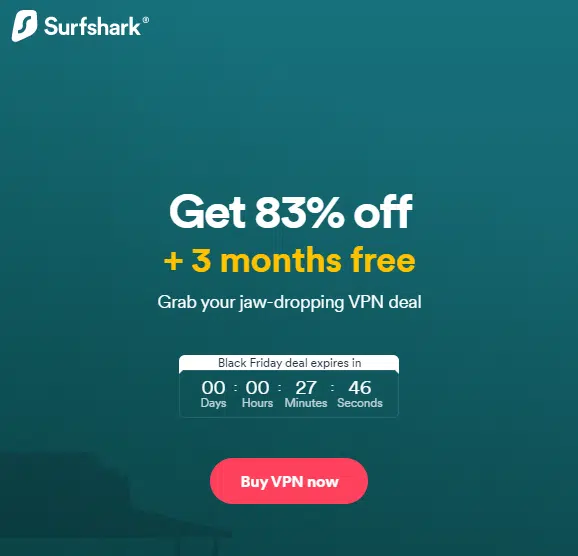 Surfshark®
Get 83% off
+ 3 months free
Grab your jaw-dropping VPN deal
Black Friday deal expires in
00 : 00 : 27 : 46
Days Hours Minutes Seconds
Buy VPN now